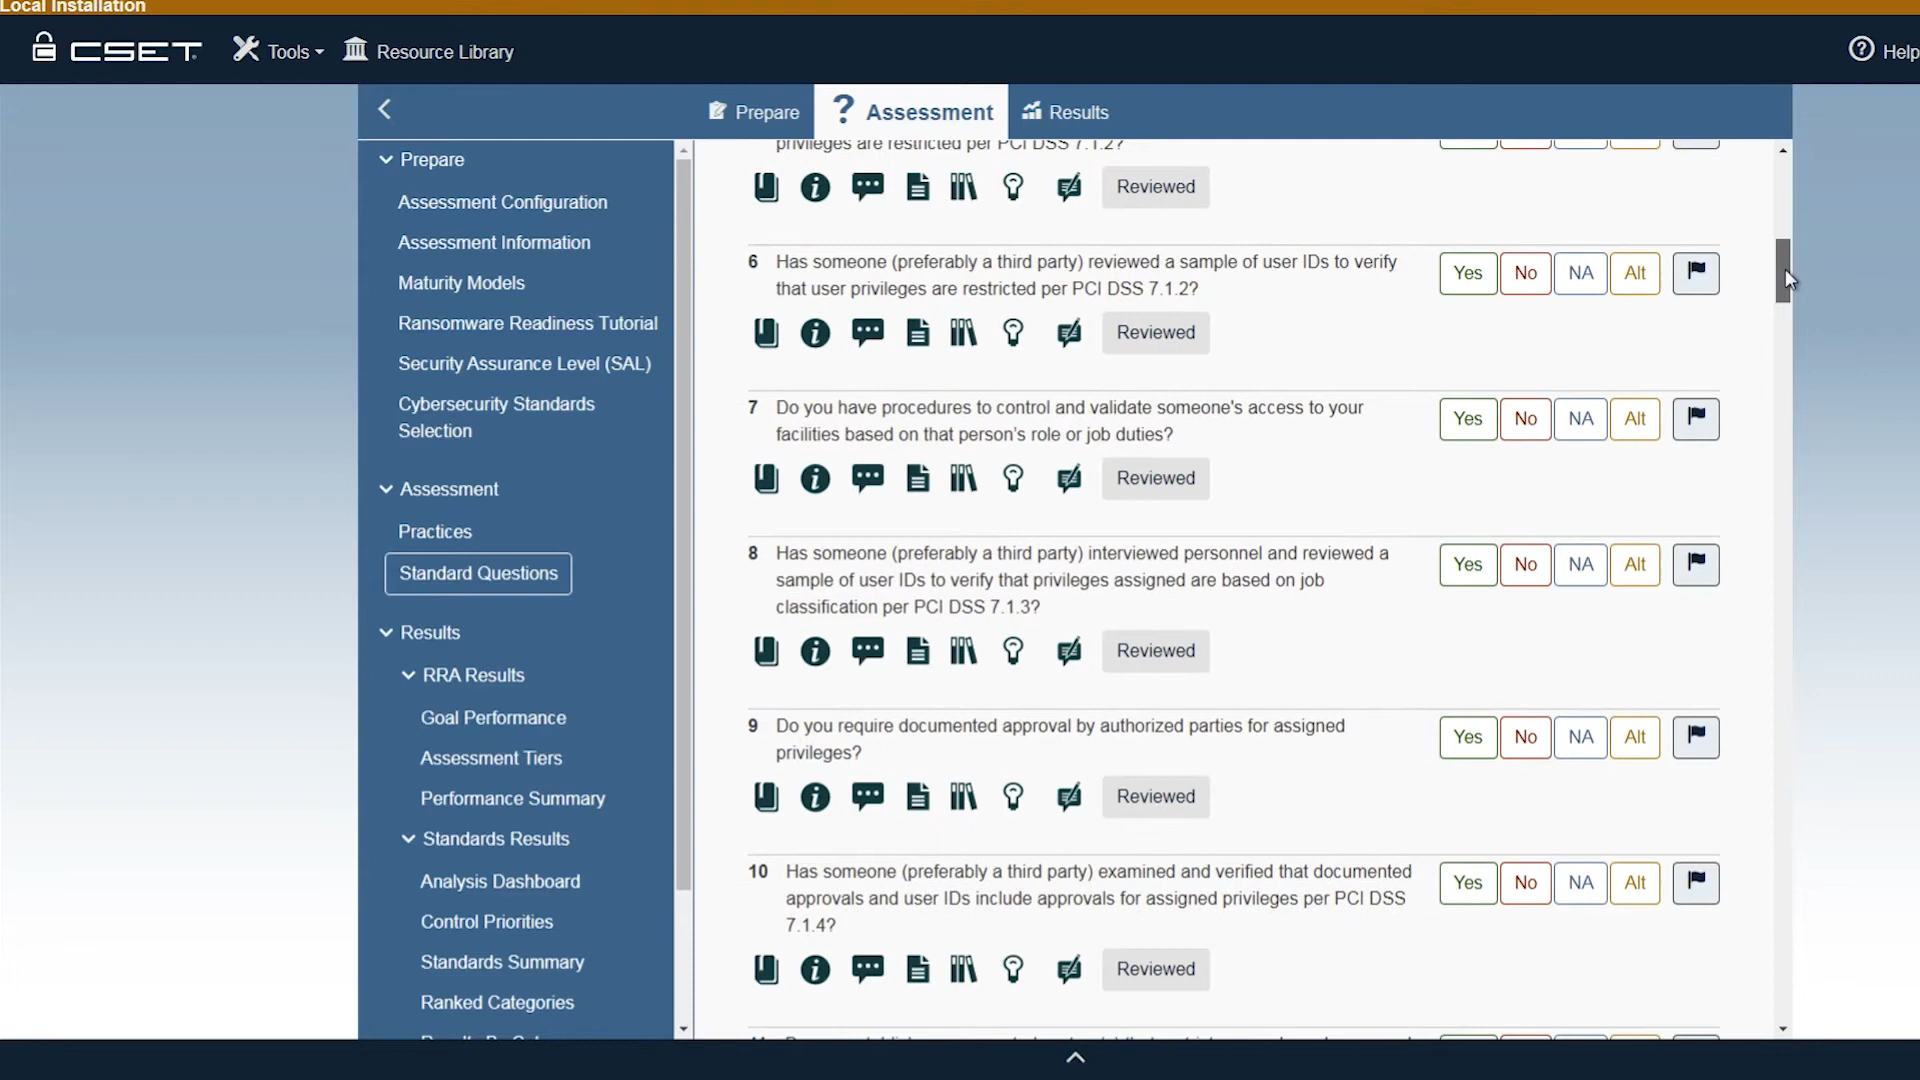 Local Installation
CSET
Tools
Resource Library
Help
Prepare
Assessment
Results
Prepare
Assessment Configuration
Assessment Information
Maturity Models
Ransomware Readiness Tutorial
Security Assurance Level (SAL)
Cybersecurity Standards
Selection
Assessment
Practices
Standard Questions
Results
RRA Results
Goal Performance
Assessment Tiers
Performance Summary
Standards Results
Analysis Dashboard
Control Priorities
Standards Summary
Ranked Categories
privileges are restricted per PCI DSS 7.1.2?
Reviewed
6 Has someone (preferably a third party) reviewed a sample of user IDs to verify
that user privileges are restricted per PCI DSS 7.1.2?
Yes No NA Alt
Reviewed
7 Do you have procedures to control and validate someone's access to your
facilities based on that person's role or job duties?
Yes No NA Alt
Reviewed
8 Has someone (preferably a third party) interviewed personnel and reviewed a
sample of user IDs to verify that privileges assigned are based on job
classification per PCI DSS 7.1.3?
Yes No NA Alt
Reviewed
9 Do you require documented approval by authorized parties for assigned
privileges?
Yes No NA Alt
Reviewed
10 Has someone (preferably a third party) examined and verified that documented
approvals and user IDs include approvals for assigned privileges per PCI DSS
7.1.4?
Yes No NA Alt
Reviewed